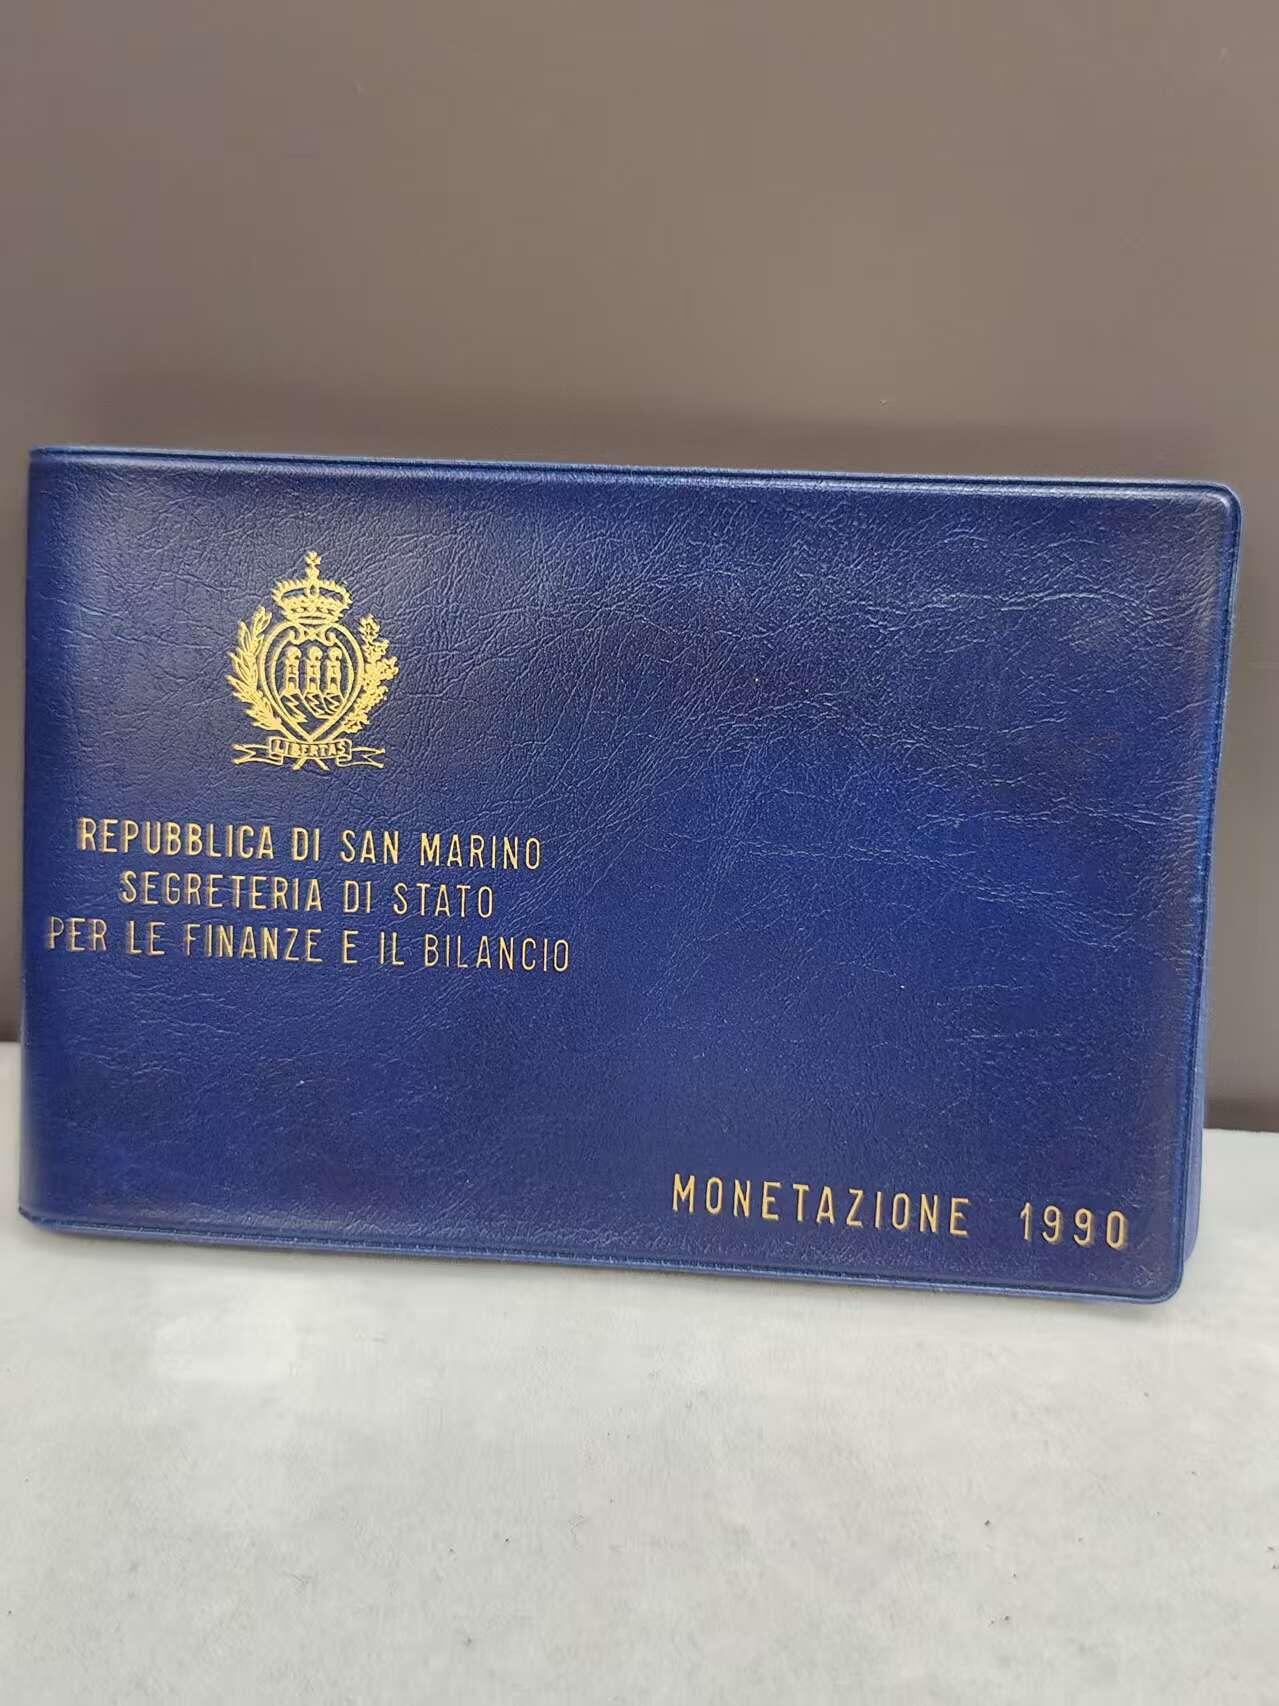 LIBERTAS
REPUBBLICA DI SAN MARINO
SEGRETERIA DI STATO
PER LE FINANZE E IL BILANCIO
MONETAZIONE 1990